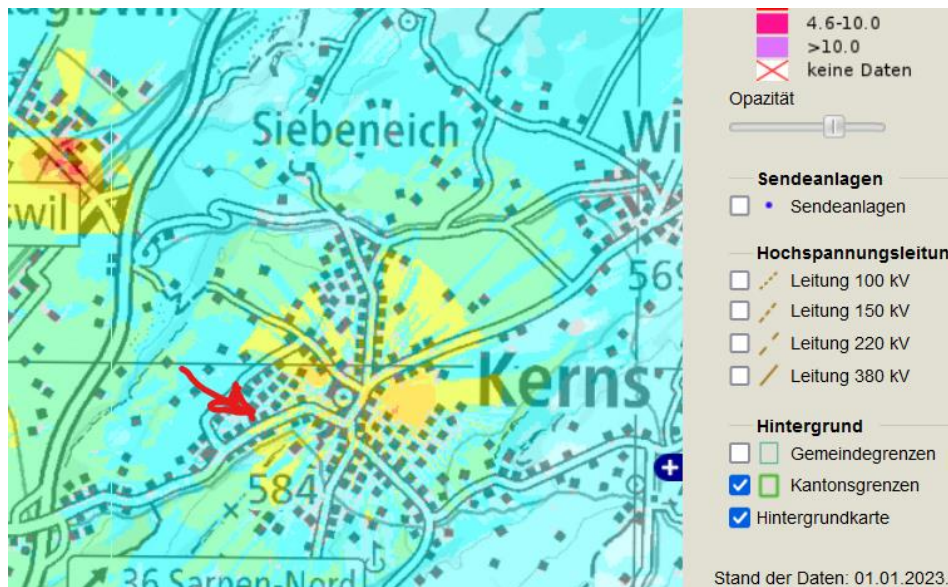 Siebeneich
Wi
wil
569
Kerns
584
36 Sarnen-Nord
4.6-10.0
>10.0
keine Daten
Opazität
Sendeanlagen
Sendeanlagen
Hochspannungsleitun
Leitung 100 kV
Leitung 150 kV
Leitung 220 kV
Leitung 380 kV
Hintergrund
Gemeindegrenzen
Kantonsgrenzen
Hintergrundkarte
Stand der Daten: 01.01.2023